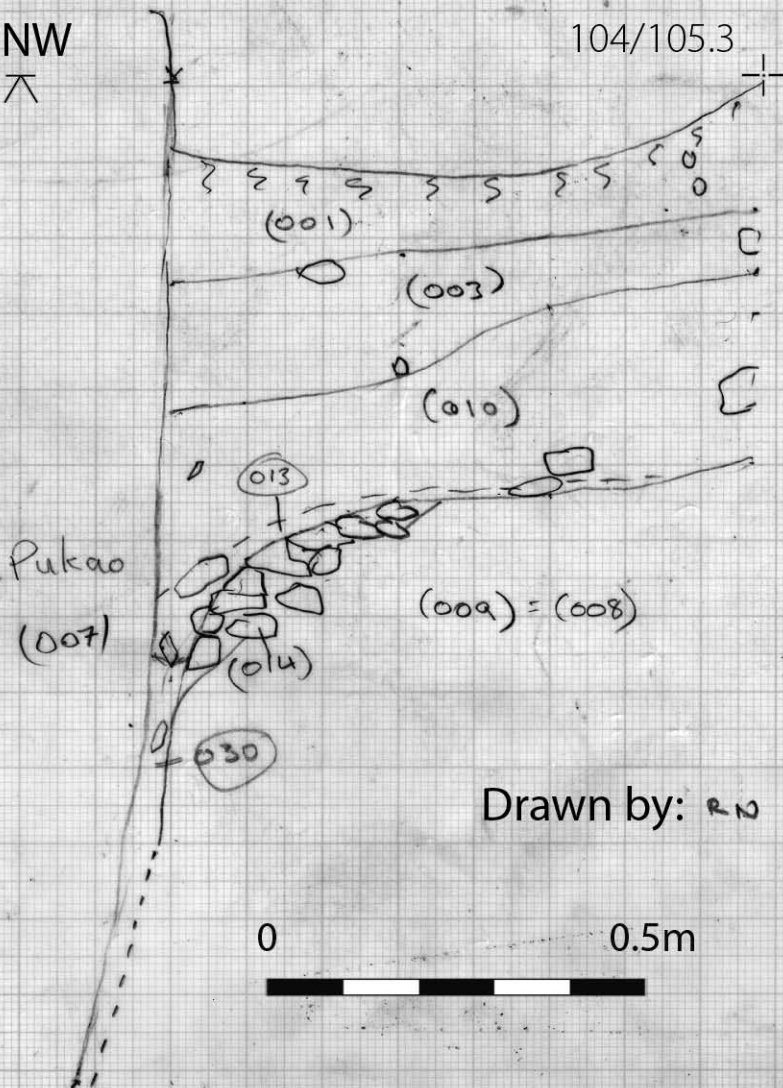 NW
104/105.3
(001)
(003)
(010)
013
Pukao
(007)
(009) = (008)
(014)
030
Drawn by: RN
0 0.5m